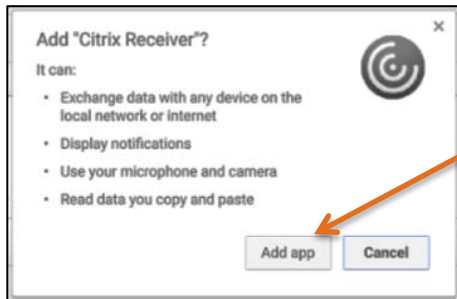 Add "Citrix Receiver"?
It can:
• Exchange data with any device on the
local network or internet
• Display notifications
• Use your microphone and camera
• Read data you copy and paste
Add app Cancel